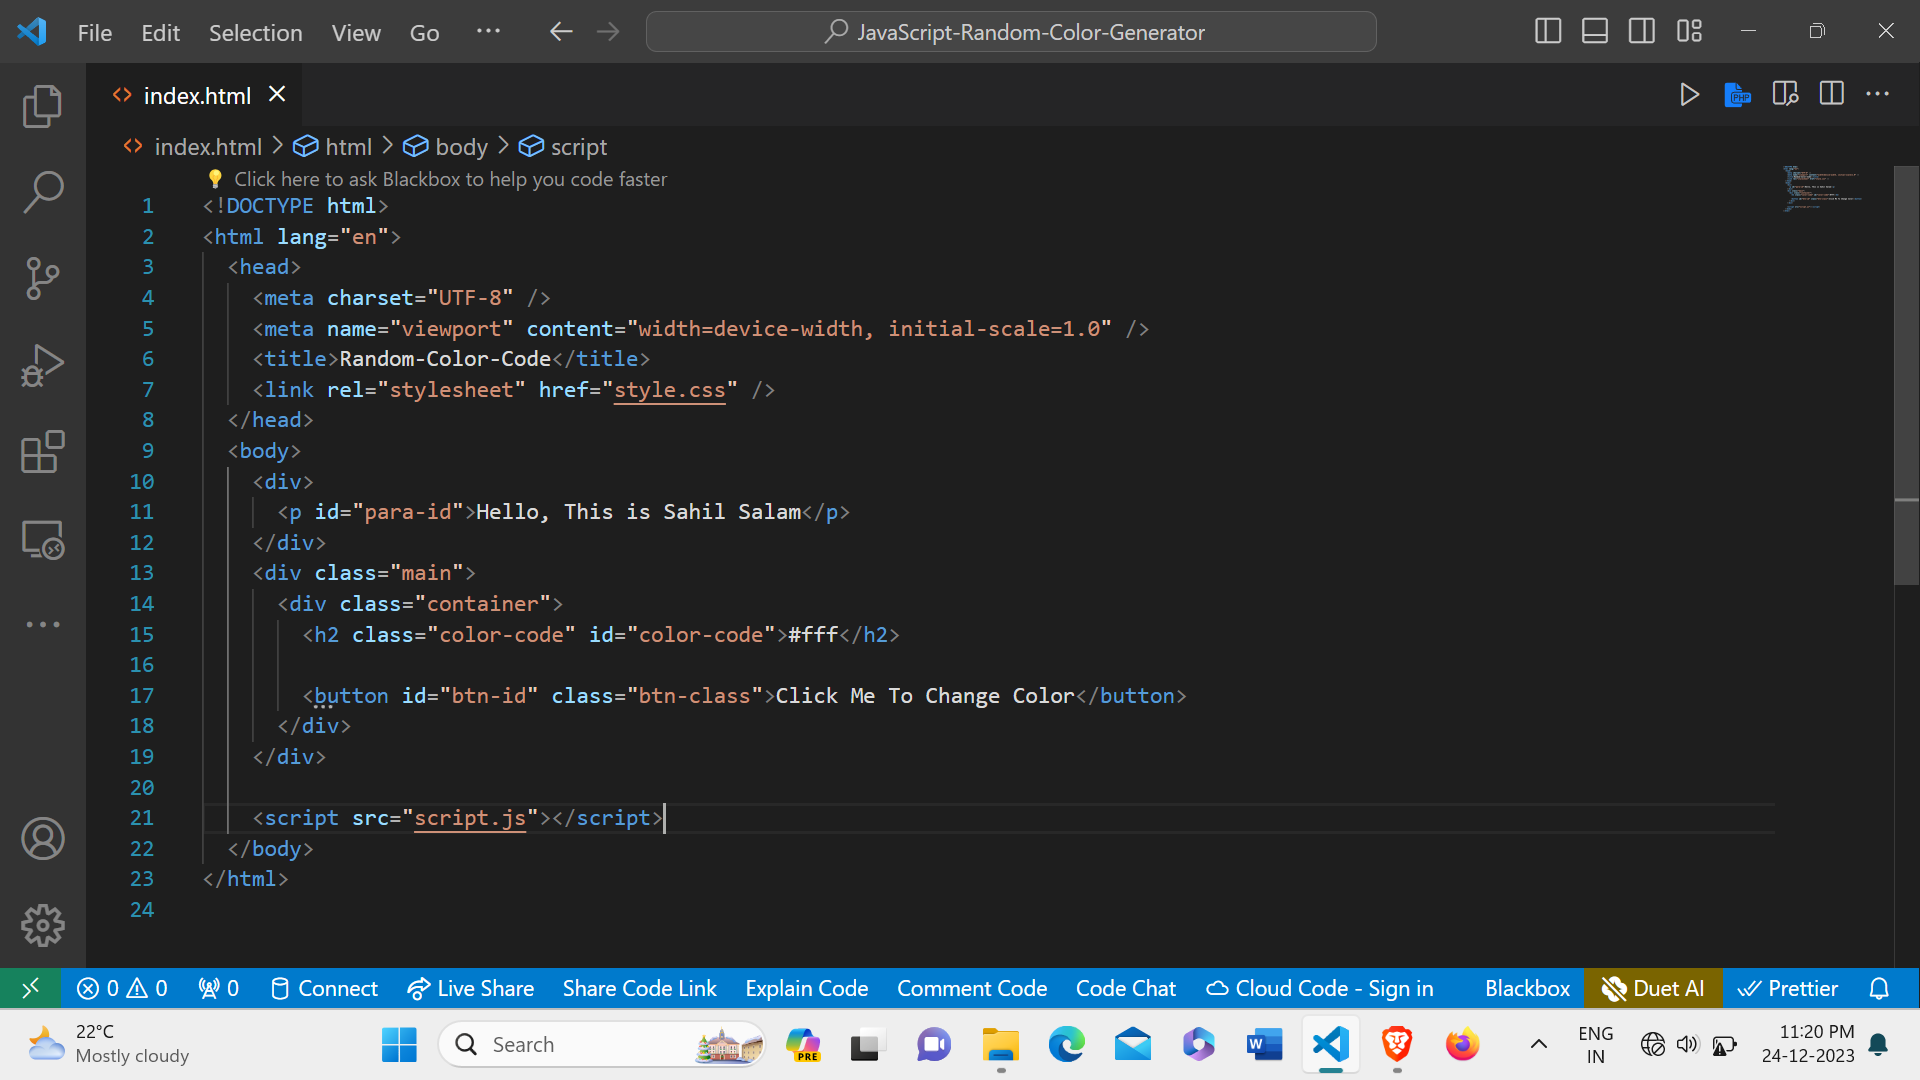 File Edit Selection View Go ··· JavaScript-Random-Color-Generator
index.html
index.html > html > body > script
Click here to ask Blackbox to help you code faster
1 <!DOCTYPE html>
2 <html lang="en">
3 <head>
4 <meta charset="UTF-8" />
5 <meta name="viewport" content="width=device-width, initial-scale=1.0" />
6 <title>Random-Color-Code</title>
7 <link rel="stylesheet" href="style.css" />
8 </head>
9 <body>
10 <div>
11 <p id="para-id">Hello, This is Sahil Salam</p>
12 </div>
13 <div class="main">
14 <div class="container">
15 <h2 class="color-code" id="color-code">#fff</h2>
16
17 <button id="btn-id" class="btn-class">Click Me To Change Color</button>
18 </div>
19 </div>
20
21 <script src="script.js"></script>
22 </body>
23 </html>
24
0 0 0 Connect Live Share Share Code Link Explain Code Comment Code Code Chat Cloud Code - Sign in Blackbox Duet AI Prettier
22°C
Mostly cloudy
Search
PRE
ENG
IN
11:20 PM
24-12-2023